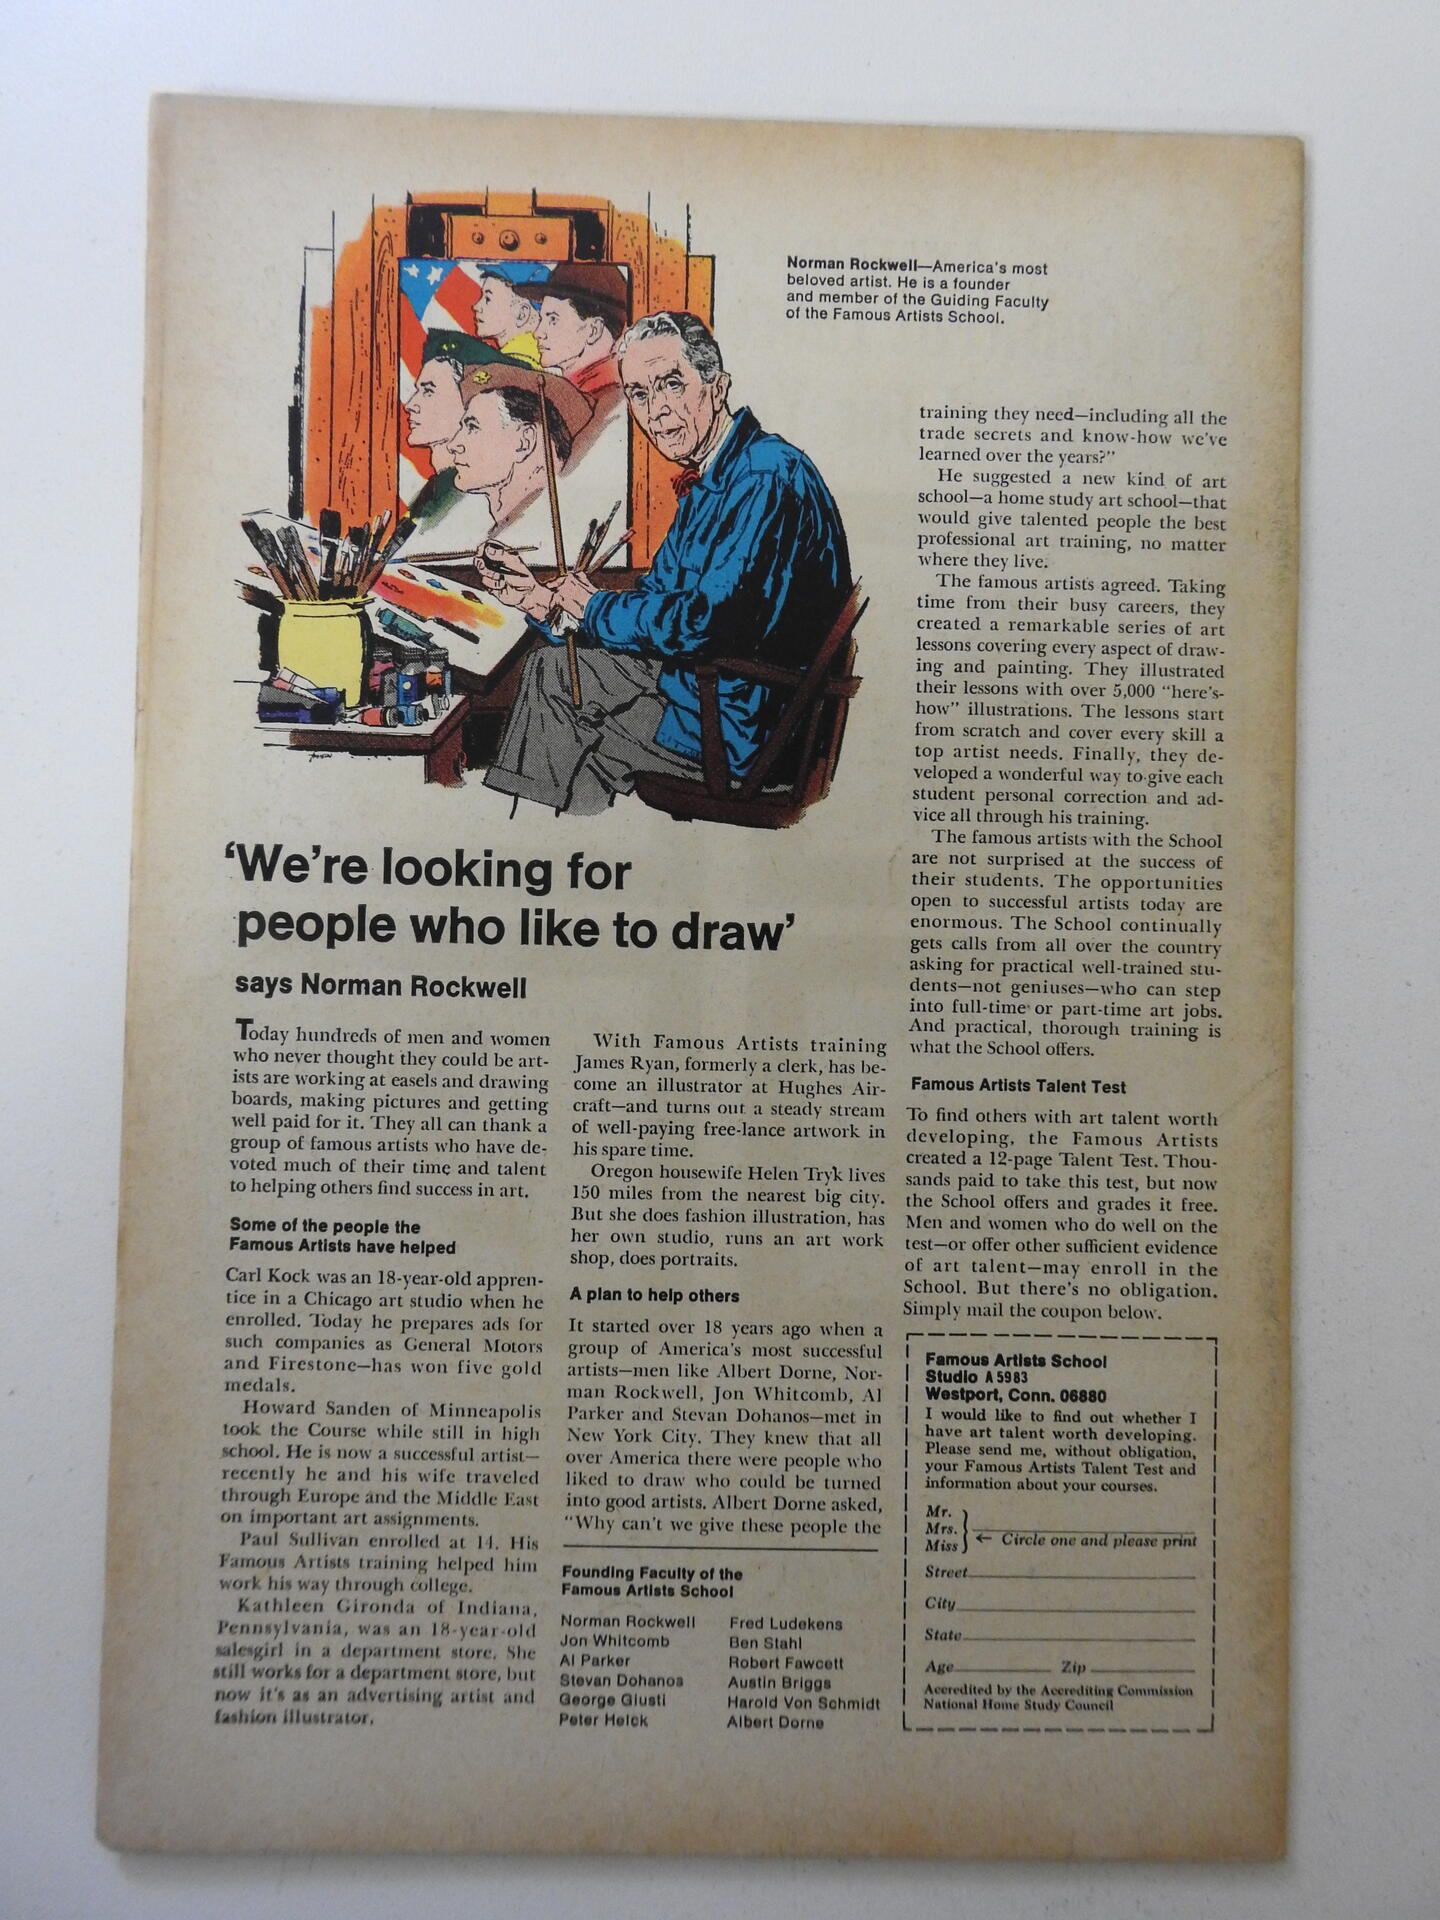 Norman Rockwell—America's most
beloved artist. He is a founder
and member of the Guiding Faculty
of the Famous Artists School.
'We're looking for
people who like to draw'
says Norman Rockwell
Today hundreds of men and women
who never thought they could be art-
ists are working at easels and drawing
boards, making pictures and getting
well paid for it. They all can thank a
group of famous artists who have de-
voted much of their time and talent
to helping others find success in art.
Some of the people the
Famous Artists have helped
Carl Kock was an 18-year-old appren-
tice in a Chicago art studio when he
enrolled. Today he prepares ads for
such companies as General Motors
and Firestone—has won five gold
medals.
Howard Sanden of Minneapolis
took the Course while still in high
school. He is now a successful artist—
recently he and his wife traveled
through Europe and the Middle East
on important art assignments.
Paul Sullivan enrolled at 14. His
Famous Artists training helped him
work his way through college.
Kathleen Gironda of Indiana,
Pennsylvania, was an 18-year-old
salesgirl in a department store. She
still works for a department store, but
now it's as an advertising artist and
fashion illustrator.
With Famous Artists training
James Ryan, formerly a clerk, has be-
come an illustrator at Hughes Air-
craft—and turns out a steady stream
of well-paying free-lance artwork in
his spare time.
Oregon housewife Helen Tryk lives
150 miles from the nearest big city.
But she does fashion illustration, has
her own studio, runs an art work
shop, does portraits.
A plan to help others
It started over 18 years ago when a
group of America's most successful
artists—men like Albert Dorne, Nor-
man Rockwell, Jon Whitcomb, Al
Parker and Stevan Dohanos—met in
New York City. They knew that all
over America there were people who
liked to draw who could be turned
into good artists. Albert Dorne asked,
"Why can't we give these people the
Founding Faculty of the
Famous Artists School
Norman Rockwell
Jon Whitcomb
Al Parker
Stevan Dohanos
George Giusti
Peter Helck
Fred Ludekens
Ben Stahl
Robert Fawcett
Austin Briggs
Harold Von Schmidt
Albert Dorne
training they need—including all the
trade secrets and know-how we've
learned over the years?"
He suggested a new kind of art
school—a home study art school—that
would give talented people the best
professional art training, no matter
where they live.
The famous artists agreed. Taking
time from their busy careers, they
created a remarkable series of art
lessons covering every aspect of draw-
ing and painting. They illustrated
their lessons with over 5,000 "here's-
how" illustrations. The lessons start
from scratch and cover every skill a
top artist needs. Finally, they de-
veloped a wonderful way to give each
student personal correction and ad-
vice all through his training.
The famous artists with the School
are not surprised at the success of
their students. The opportunities
open to successful artists today are
enormous. The School continually
gets calls from all over the country
asking for practical well-trained stu-
dents—not geniuses—who can step
into full-time or part-time art jobs.
And practical, thorough training is
what the School offers.
Famous Artists Talent Test
To find others with art talent worth
developing, the Famous Artists
created a 12-page Talent Test. Thou-
sands paid to take this test, but now
the School offers and grades it free.
Men and women who do well on the
test—or offer other sufficient evidence
of art talent—may enroll in the
School. But there's no obligation.
Simply mail the coupon below.
Famous Artists School
Studio A5983
Westport, Conn. 06880
I would like to find out whether I
have art talent worth developing.
Please send me, without obligation,
your Famous Artists Talent Test and
information about your courses.
Mr.
Mrs.
Miss ← Circle one and please print
Street
City
State
Age Zip
Accredited by the Accrediting Commission
National Home Study Council